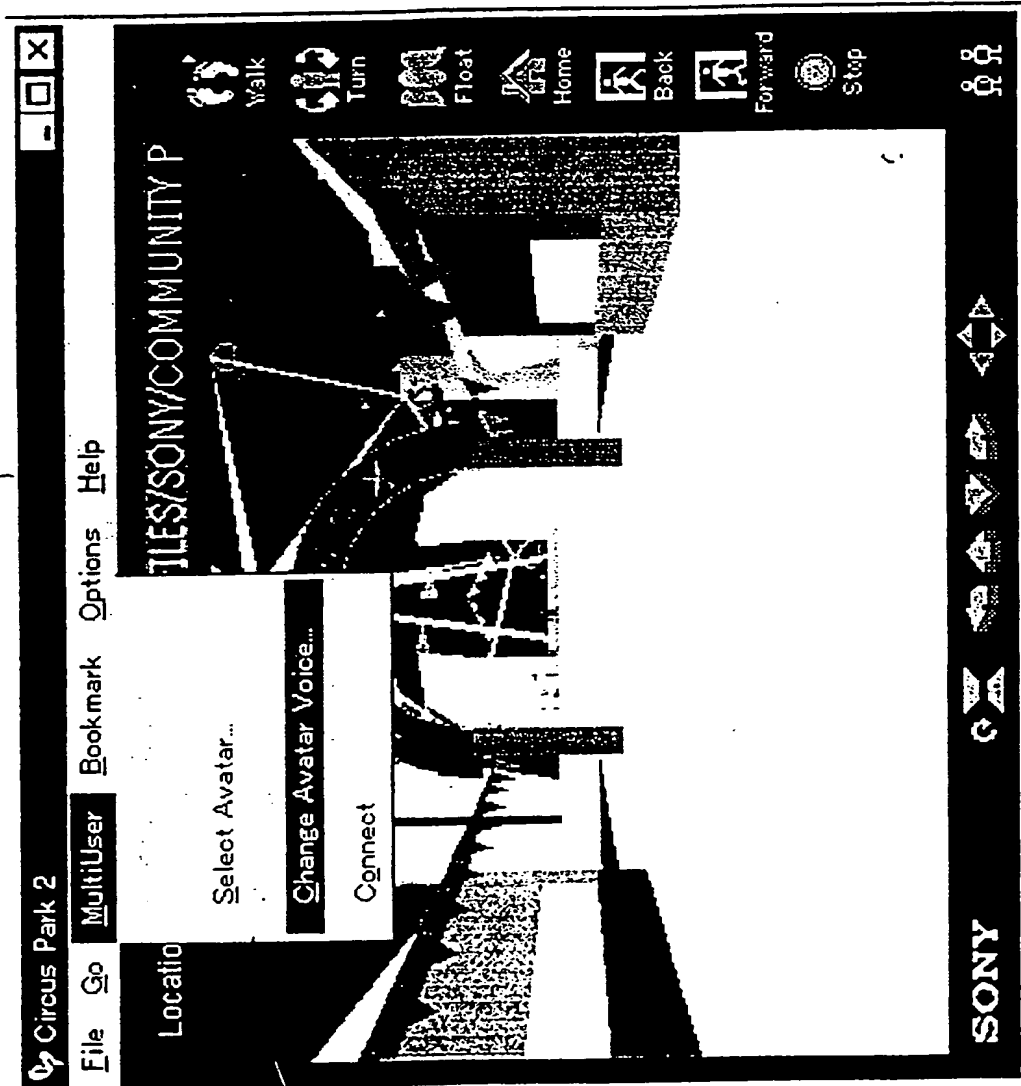 Circus Park 2
File Go MultiUser Bookmark Options Help
Locatio
ILES/SONY/COMMUNITY P
Select Avatar...
Change Avatar Voice...
Connect
Walk
Turn
Float
Home
Back
Forward
Stop
SONY